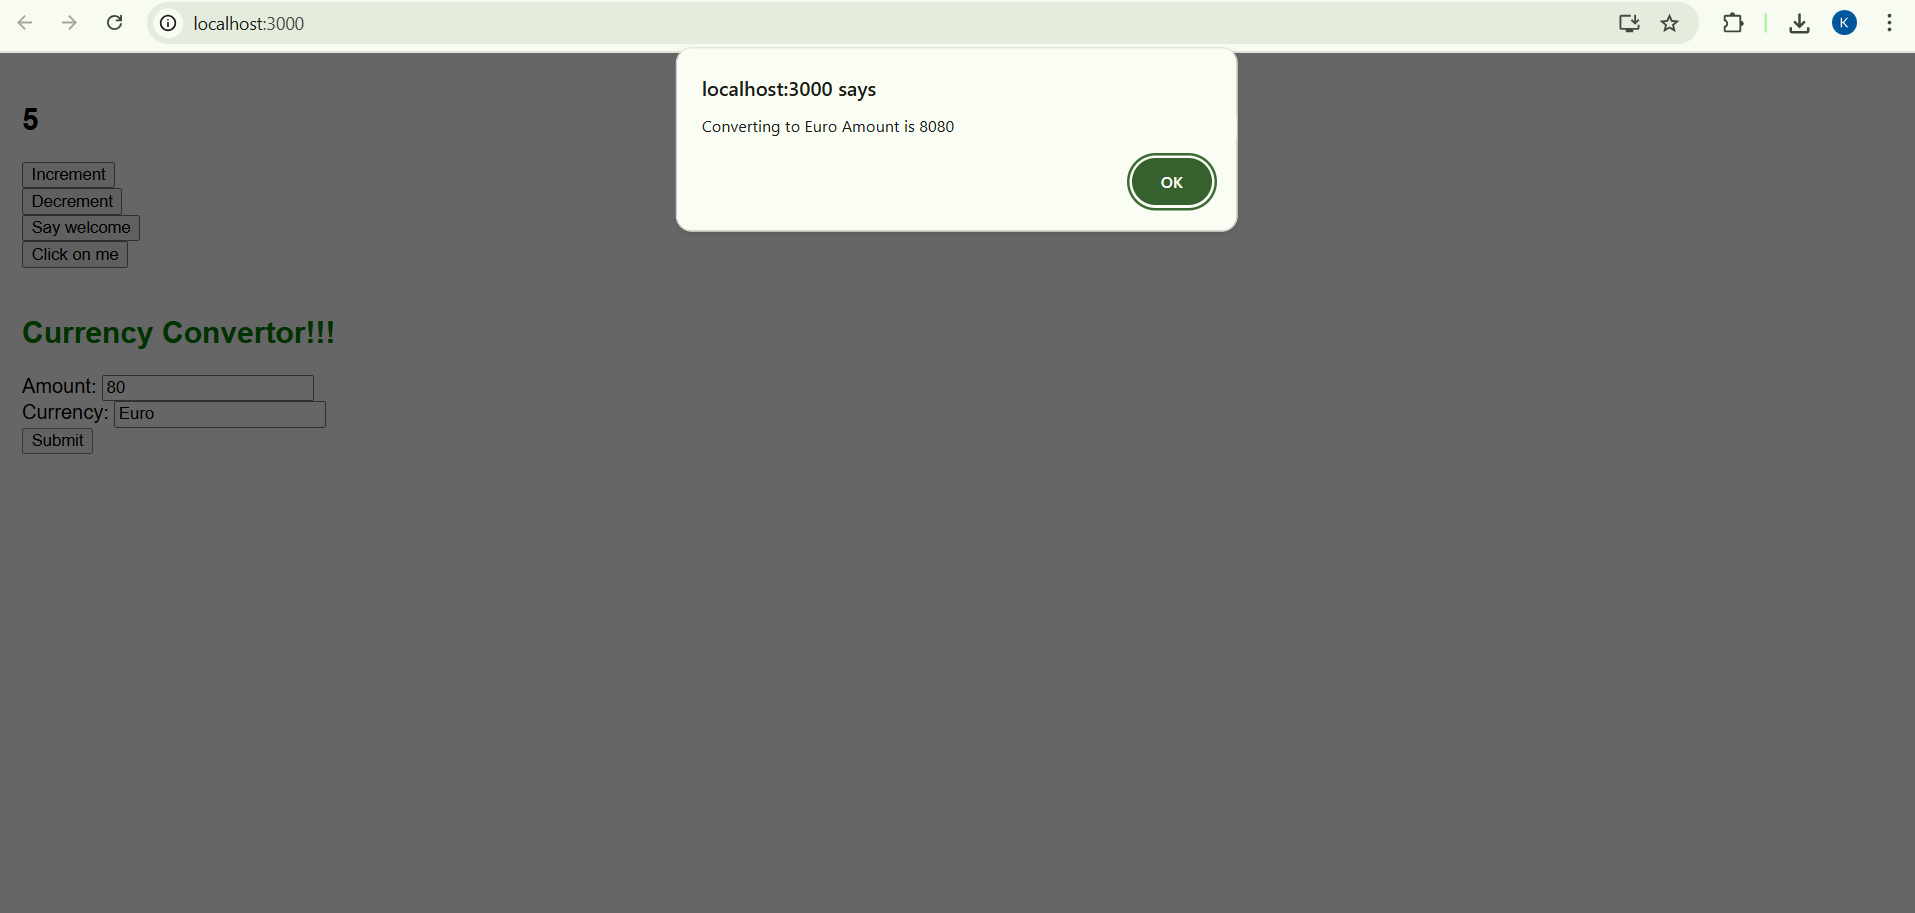 localhost:3000
K
localhost:3000 says
Converting to Euro Amount is 8080
OK
5
Increment
Decrement
Say welcome
Click on me
Currency Convertor!!!
Amount: 80
Currency: Euro
Submit